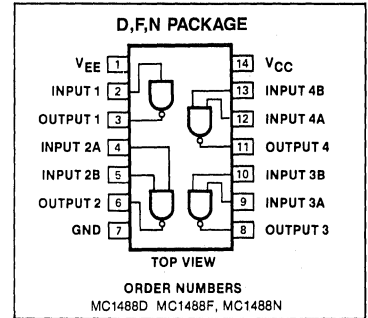 D,F,N PACKAGE
VEE 1 14 VCC
INPUT 1 2 13 INPUT 4B
OUTPUT 1 3 12 INPUT 4A
INPUT 2A 4 11 OUTPUT 4
INPUT 2B 5 10 INPUT 3B
OUTPUT 2 6 9 INPUT 3A
GND 7 8 OUTPUT 3
TOP VIEW
ORDER NUMBERS
MC1488D MC1488F, MC1488N